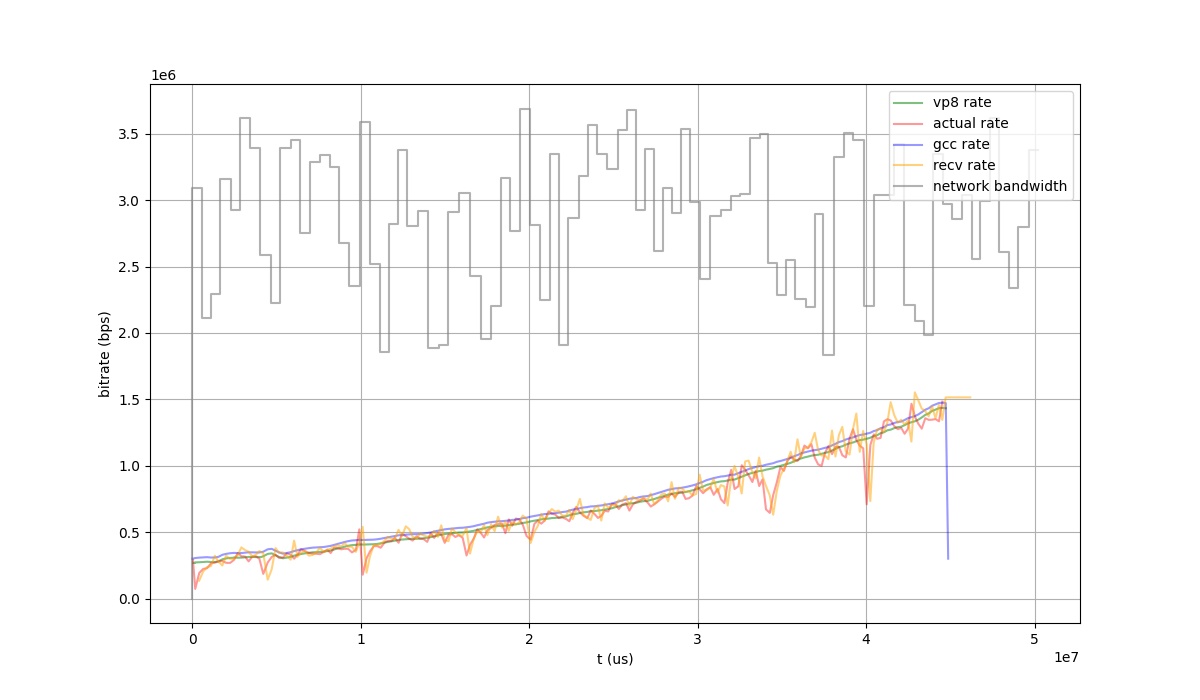 1e6
3.5
3.0
2.5
2.0
1.5
1.0
0.5
0.0
bitrate (bps)
vp8 rate
actual rate
gcc rate
recv rate
network bandwidth
0 1 2 3 4 5
t (us)
1e7